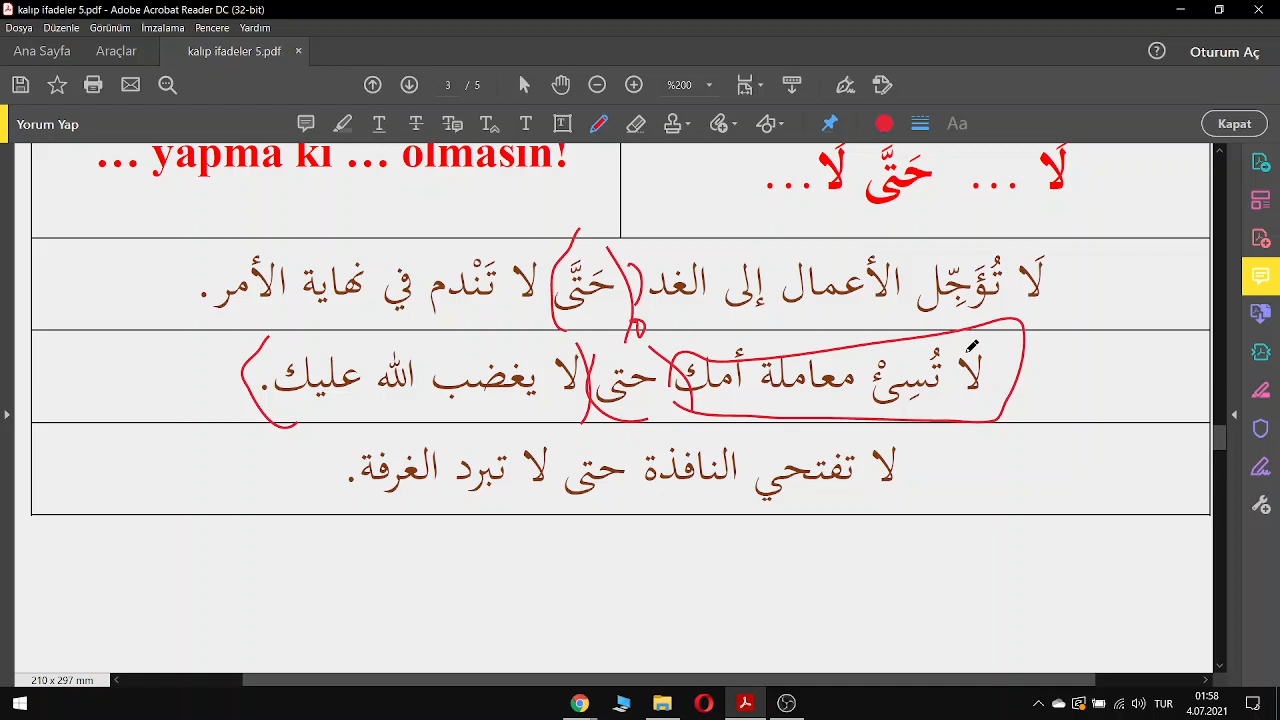 kalıp ifadeler 5.pdf - Adobe Acrobat Reader DC (32-bit)
Dosya Düzenle Görünüm İmzalama Pencere Yardım
Ana Sayfa Araçlar kalıp ifadeler 5.pdf × Oturum Aç
3 / 5 %200
Yorum Yap Aa Kapat
... yapma ki ... olmasın!
لَا ... حَتَّى لَا ...
لَا تُؤَجِّل الأعمال إلى الغد حَتَّى لا تَنْدم في نهاية الأمر.
لا تُسِئْ معاملة أمك حتى لا يغضب الله عليك.
لا تفتحي النافذة حتى لا تبرد الغرفة.
210 x 297 mm
TUR 01:58
4.07.2021